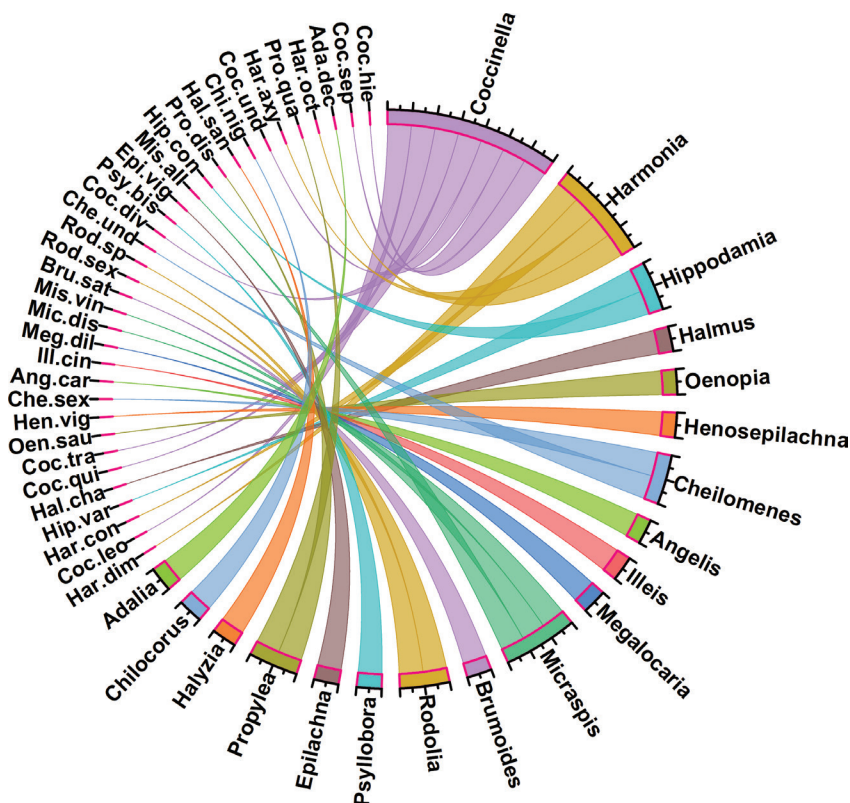 Coc.hie
Coc.sep
Ada.dec
Har.oct
Pro.qua
Har.axy
Coc.und
Chi.nig
Hal.san
Pro.dis
Hip.con
Mis.all
Epi.vig
Psy.bis
Coc.div
Che.und
Rod.sp
Rod.sex
Bru.sat
Mis.vin
Mic.dis
Meg.dil
Ill.cin
Ang.car
Che.sex
Hen.vig
Oen.sau
Coc.tra
Coc.qui
Hal.cha
Hip.var
Har.con
Coc.leo
Har.dim
Coccinella
Harmonia
Hippodamia
Halmus
Oenopia
Henosepilachna
Cheilomenes
Angelis
Illeis
Megalocaria
Micraspis
Brumoides
Rodolia
Psyllobora
Epilachna
Propylea
Halyzia
Chilocorus
Adalia